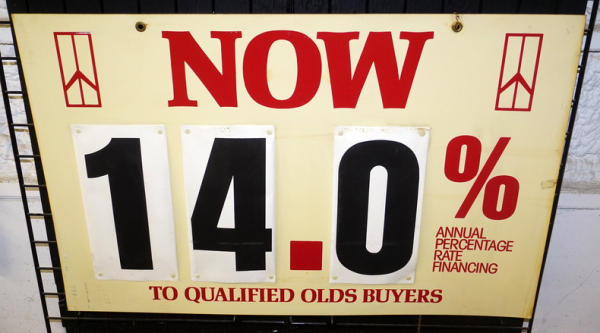 NOW
14.0%
ANNUAL
PERCENTAGE
RATE
FINANCING
TO QUALIFIED OLDS BUYERS